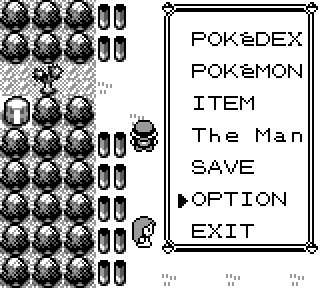 POKéDEX
POKéMON
ITEM
The Man
SAVE
▶OPTION
EXIT